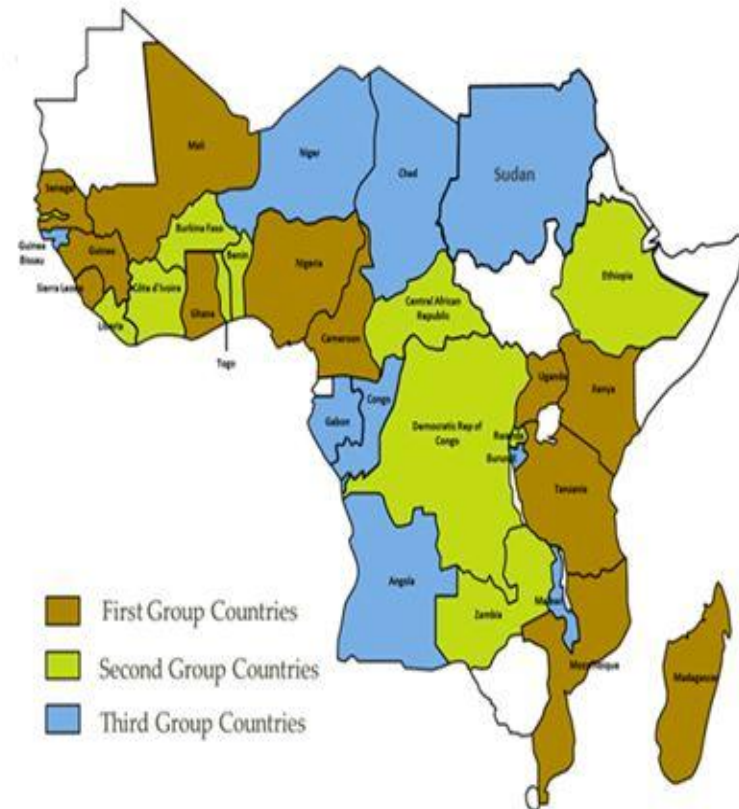 Mali
Niger
Chad
Sudan
Senegal
Burkina Faso
Guinea
Bissau
Guinea
Benin
Nigeria
Ethiopia
Sierra Leone
Côte d'Ivoire
Ghana
Central African
Republic
Liberia
Cameroon
Togo
Uganda
Kenya
Gabon
Congo
Democratic Rep of
Congo
Rwanda
Burundi
Tanzania
Angola
Malawi
Zambia
Mozambique
Madagascar
First Group Countries
Second Group Countries
Third Group Countries